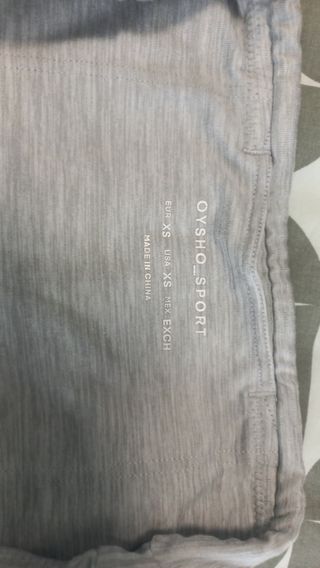 OYSHO_SPORT
EUR XS USA XS MEX EXCH
MADE IN CHINA